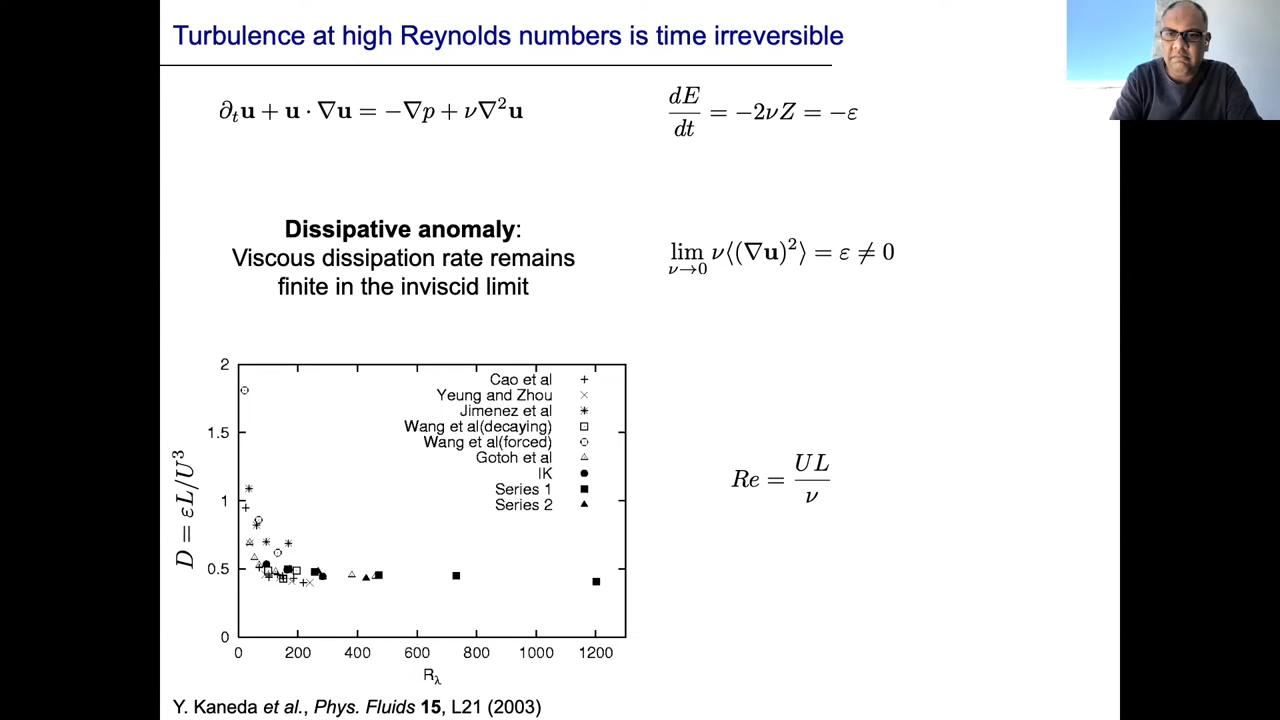 Turbulence at high Reynolds numbers is time irreversible
∂ₜ𝐮 + 𝐮 · ∇𝐮 = −∇p + ν∇²𝐮
dE/dt = −2νZ = −ε
Dissipative anomaly:
Viscous dissipation rate remains
finite in the inviscid limit
lim ν→0 ν⟨(∇𝐮)²⟩ = ε ≠ 0
2
1.5
1
0.5
0
D = εL/U³
Cao et al
Yeung and Zhou
Jimenez et al
Wang et al(decaying)
Wang et al(forced)
Gotoh et al
IK
Series 1
Series 2
0 200 400 600 800 1000 1200
R_λ
Re = UL/ν
Y. Kaneda et al., Phys. Fluids 15, L21 (2003)